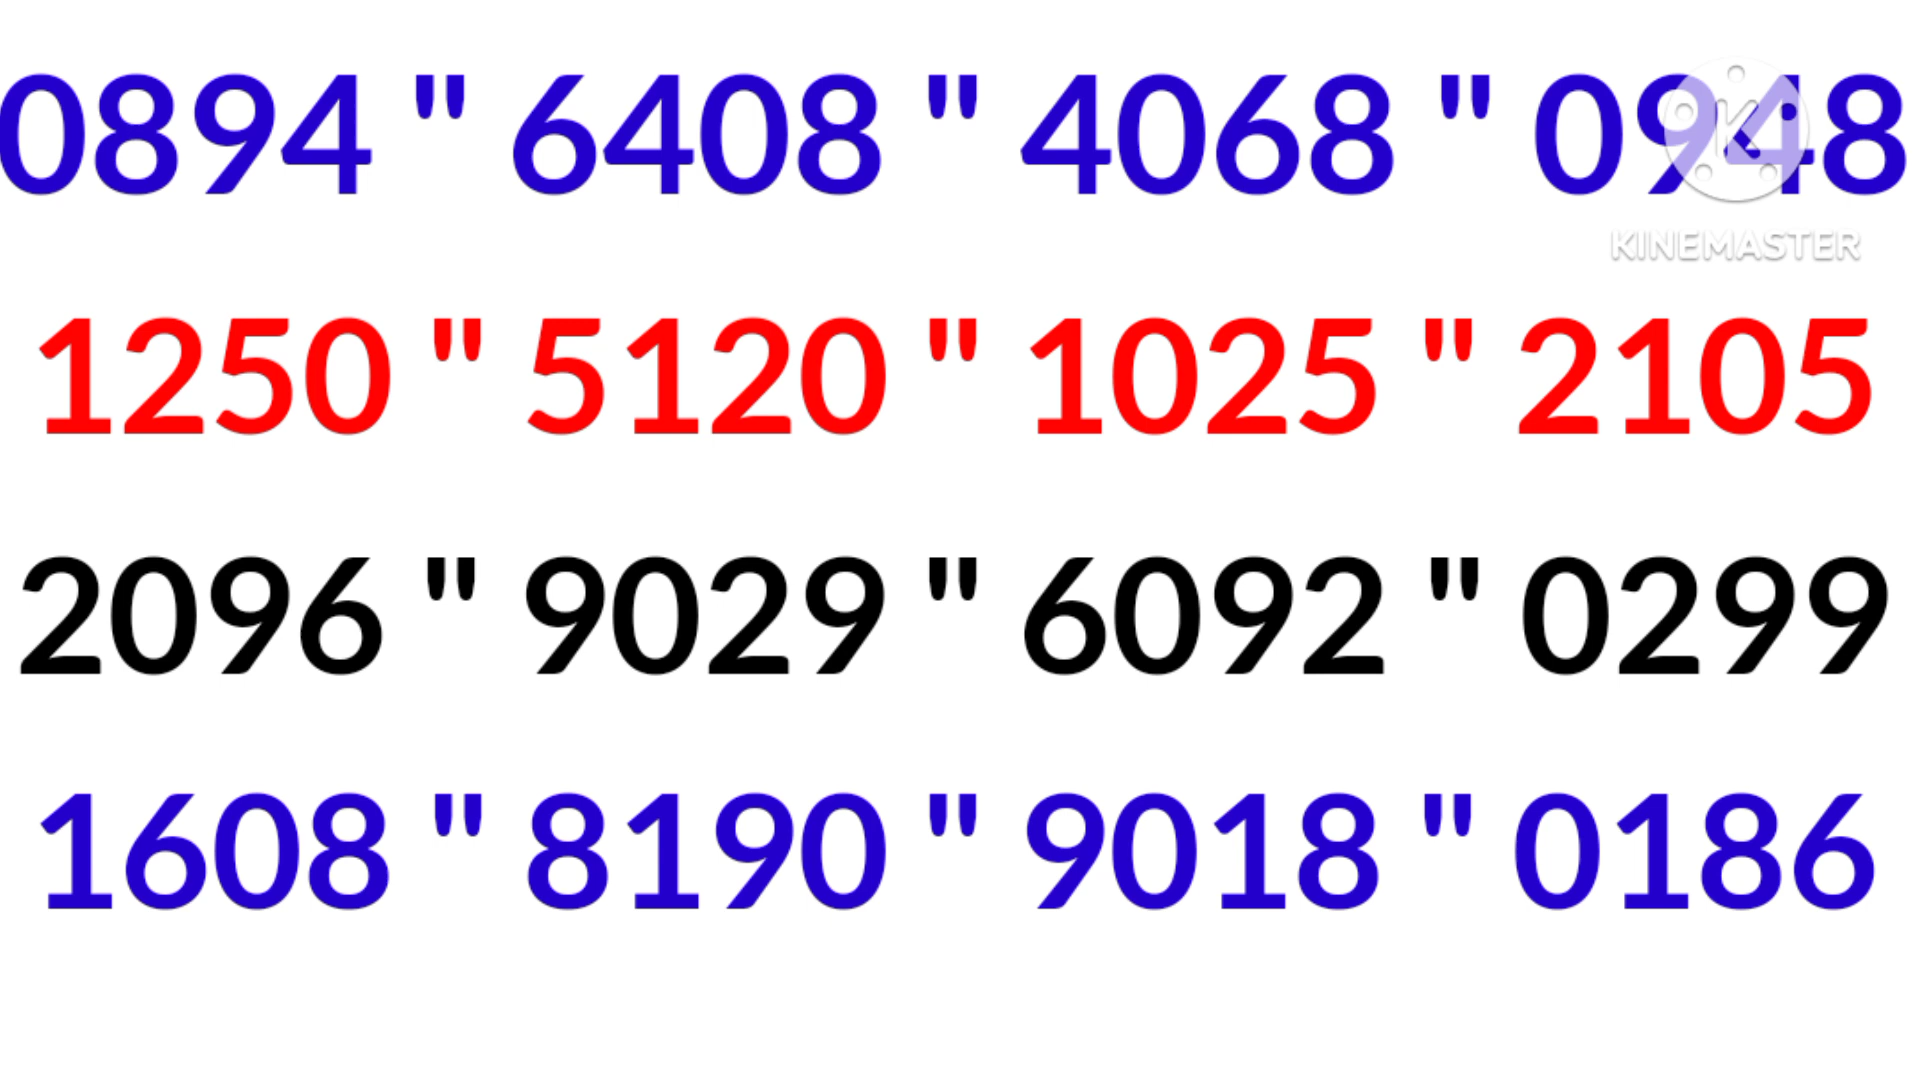 0894 " 6408 " 4068 " 0948
KINEMASTER
1250 " 5120 " 1025 " 2105
2096 " 9029 " 6092 " 0299
1608 " 8190 " 9018 " 0186